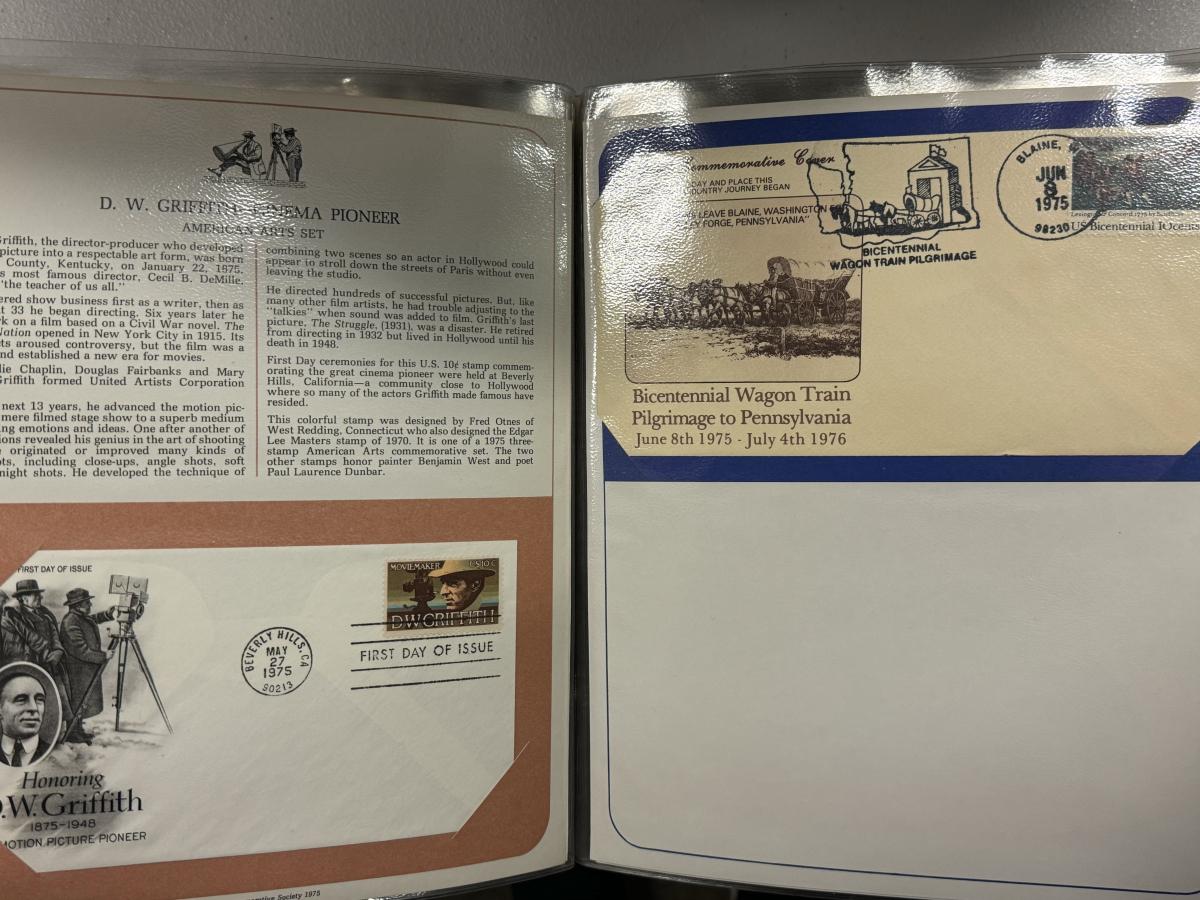 D. W. GRIFFITH: CINEMA PIONEER
AMERICAN ARTS SET
Griffith, the director-producer who developed
picture into a respectable art form, was born
County, Kentucky, on January 22, 1975.
most famous director, Cecil B. DeMille,
"the teacher of us all."
ered show business first as a writer, then as
t 33 he began directing. Six years later he
k on a film based on a Civil War novel. The
Nation opened in New York City in 1915. Its
cts aroused controversy, but the film was a
nd established a new era for movies.
lie Chaplin, Douglas Fairbanks and Mary
Griffith formed United Artists Corporation
next 13 years, he advanced the motion pic-
mere filmed stage show to a superb medium
ng emotions and ideas. One after another of
ions revealed his genius in the art of shooting
originated or improved many kinds of
ots, including close-ups, angle shots, soft
night shots. He developed the technique of
combining two scenes so an actor in Hollywood could
appear to stroll down the streets of Paris without even
leaving the studio.
He directed hundreds of successful pictures. But, like
many other film artists, he had trouble adjusting to the
"talkies" when sound was added to film. Griffith's last
picture, The Struggle, (1931), was a disaster. He retired
from directing in 1932 but lived in Hollywood until his
death in 1948.
First Day ceremonies for this U.S. 10¢ stamp commem-
orating the great cinema pioneer were held at Beverly
Hills, California—a community close to Hollywood
where so many of the actors Griffith made famous have
resided.
This colorful stamp was designed by Fred Otnes of
West Redding, Connecticut who also designed the Edgar
Lee Masters stamp of 1970. It is one of a 1975 three-
stamp American Arts commemorative set. The two
other stamps honor painter Benjamin West and poet
Paul Laurence Dunbar.
FIRST DAY OF ISSUE
MOVIEMAKER US 10c
D.W. GRIFFITH
BEVERLY HILLS, CA
MAY
27
1975
90213
FIRST DAY OF ISSUE
Honoring
D.W. Griffith
1875-1948
MOTION PICTURE PIONEER
Society 1975
Commemorative Cover
DAY AND PLACE THIS
COUNTRY JOURNEY BEGAN
LEAVE BLAINE, WASHINGTON
EY FORGE, PENNSYLVANIA"
BICENTENNIAL
WAGON TRAIN PILGRIMAGE
BLAINE, W
JUN
8
1975
98230
Lexington & Concord 1775 by
US Bicentennial 10cents
Bicentennial Wagon Train
Pilgrimage to Pennsylvania
June 8th 1975 - July 4th 1976